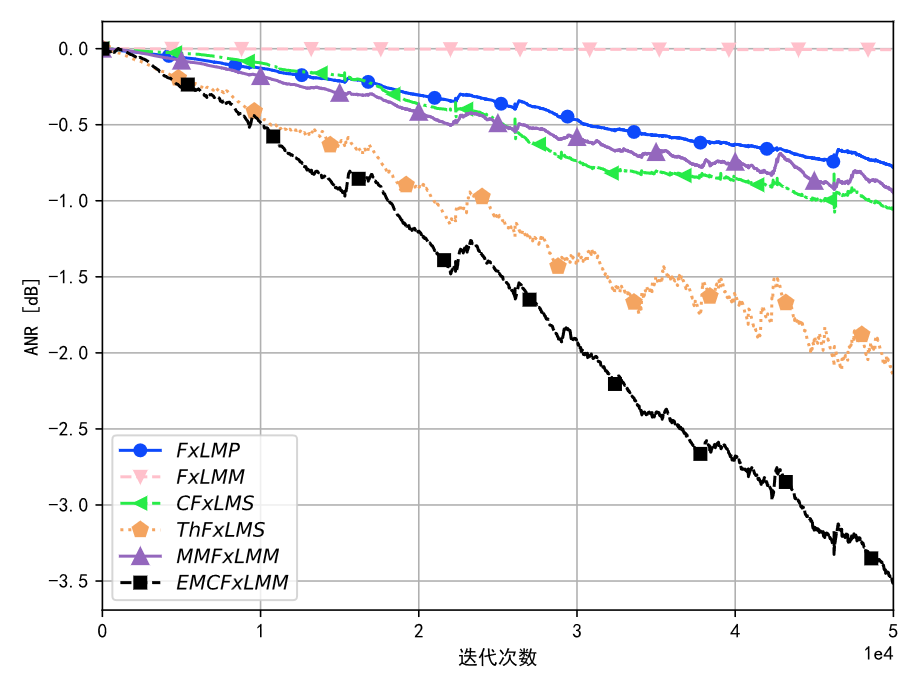 0.0
−0.5
−1.0
−1.5
−2.0
−2.5
−3.0
−3.5
ANR [dB]
FxLMP
FxLMM
CFxLMS
ThFxLMS
MMFxLMM
EMCFxLMM
0 1 2 3 4 5
1e4
迭代次数